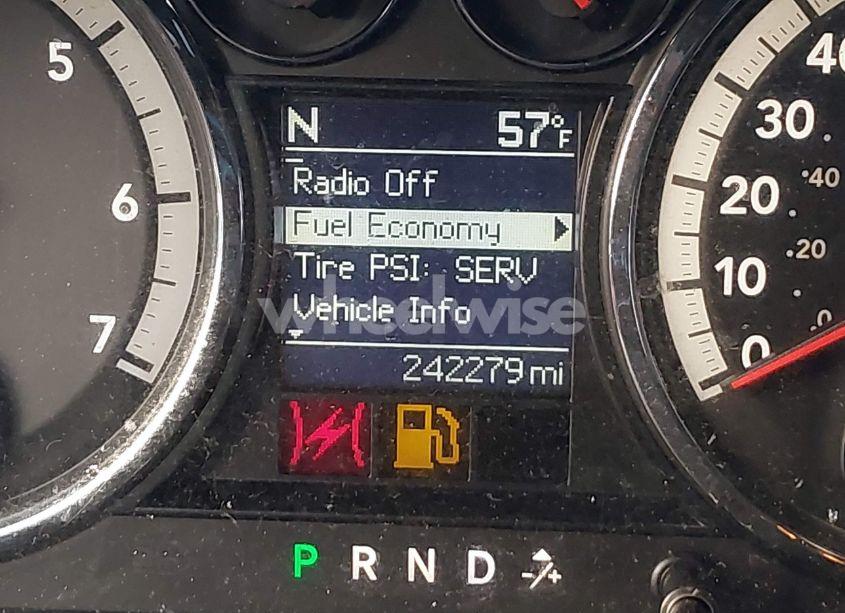 5
6
7
N 57°F
Radio Off
Fuel Economy
Tire PSI: SERV
Vehicle Info
242279 mi
wheelwise
40
30
20
10
0
40
20
0
P R N D -/+